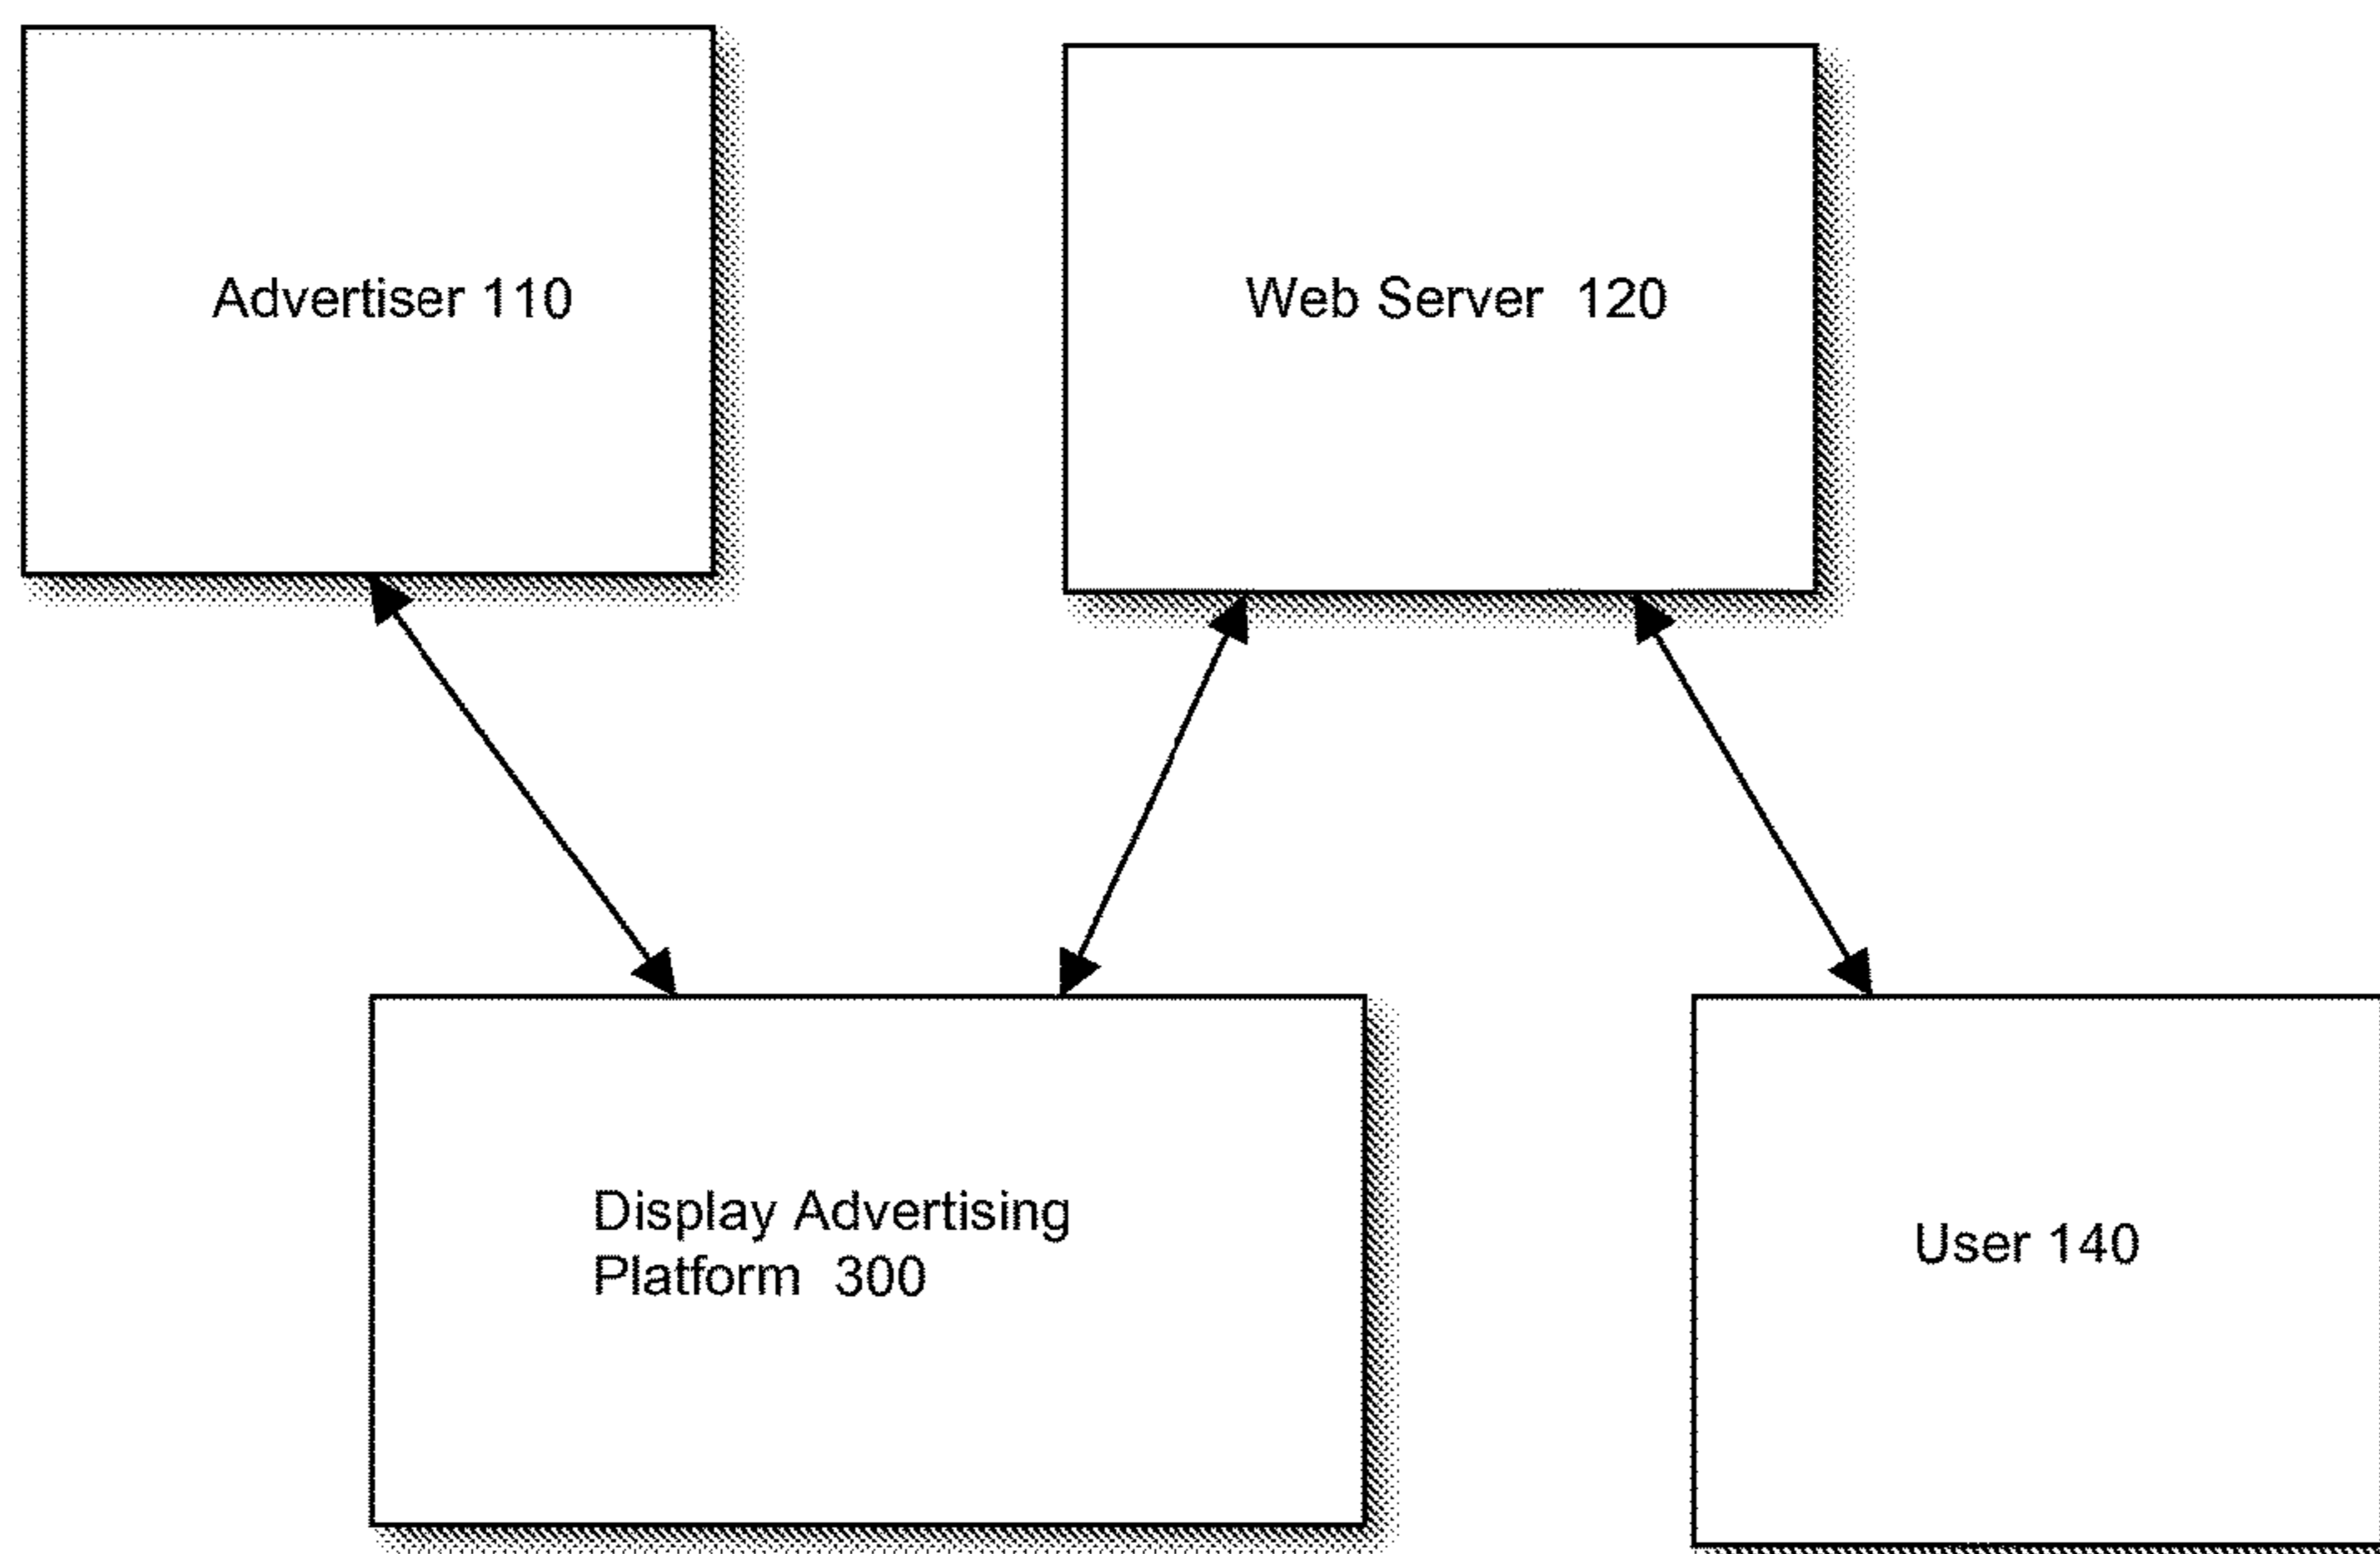 Advertiser 110
Web Server 120
Display Advertising
Platform 300
User 140